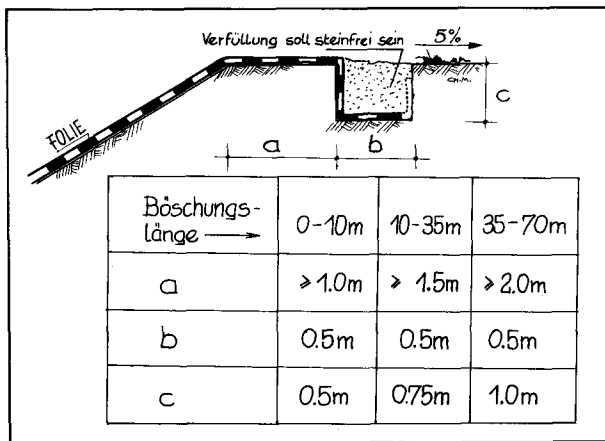 Verfüllung soll steinfrei sein
5%
CH.M.
FOLIE
c
a
b
Böschungs-
länge → 0-10m 10-35m 35-70m
a ≥ 1.0m ≥ 1.5m ≥ 2.0m
b 0.5m 0.5m 0.5m
c 0.5m 0.75m 1.0m